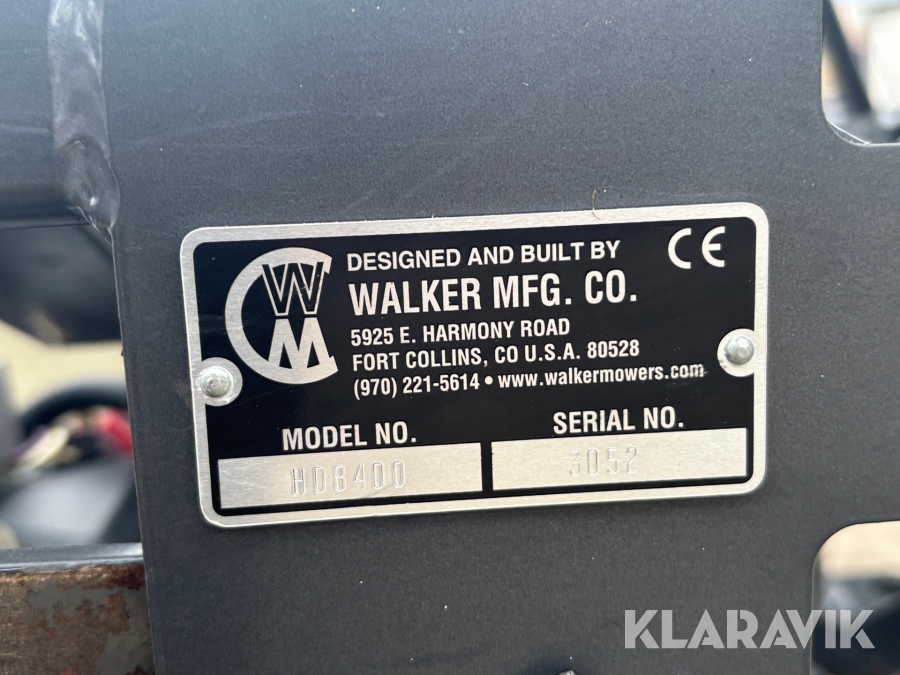 WM
DESIGNED AND BUILT BY
CE
WALKER MFG. CO.
5925 E. HARMONY ROAD
FORT COLLINS, CO U.S.A. 80528
(970) 221-5614 • www.walkermowers.com
MODEL NO.
SERIAL NO.
HD8400
3052
KLARAVIK